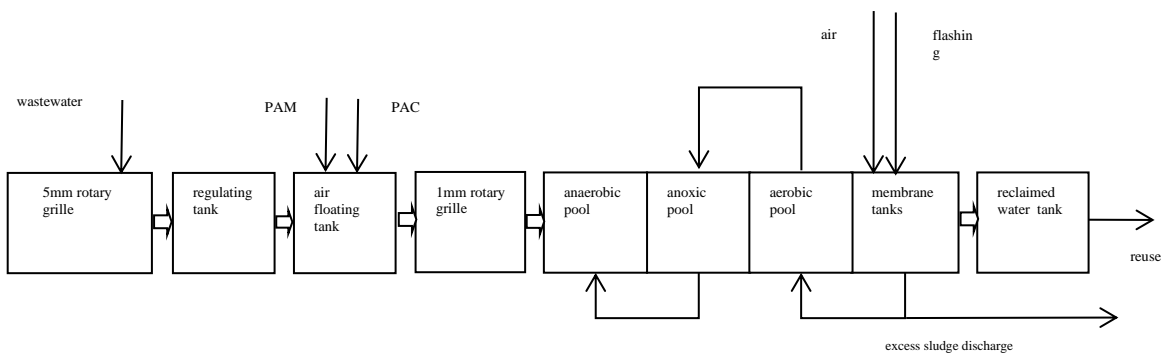 air
flashin
g
wastewater
PAM
PAC
5mm rotary
grille
regulating
tank
air
floating
tank
1mm rotary
grille
anaerobic
pool
anoxic
pool
aerobic
pool
membrane
tanks
reclaimed
water tank
reuse
excess sludge discharge